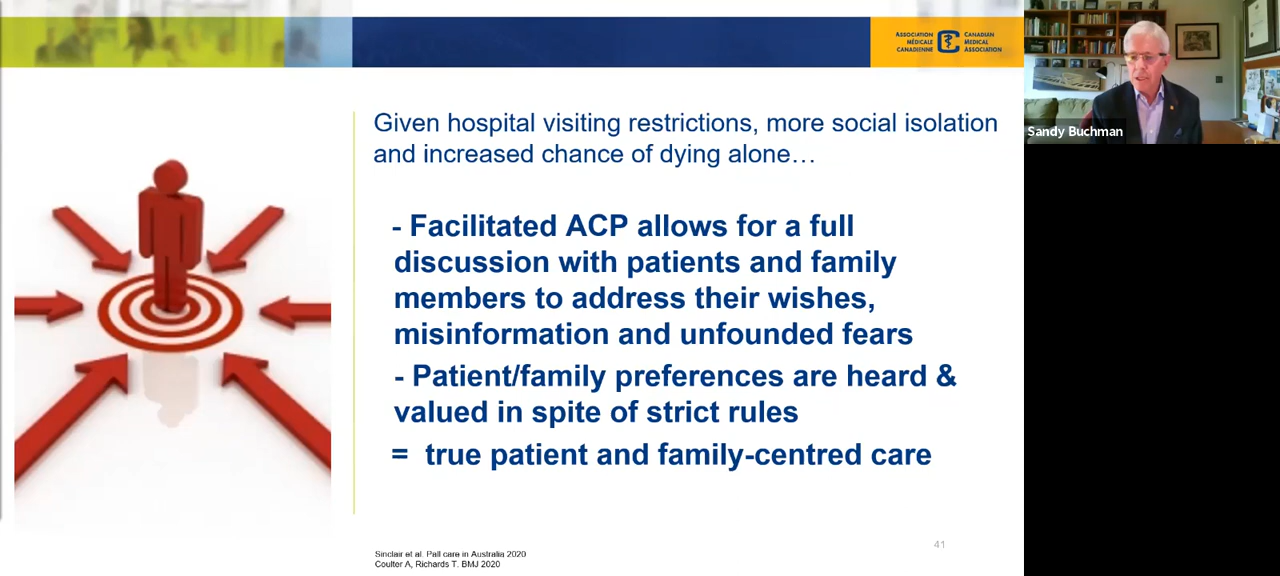 ASSOCIATION
MÉDICALE
CANADIENNE
CANADIAN
MEDICAL
ASSOCIATION
Sandy Buchman
Given hospital visiting restrictions, more social isolation
and increased chance of dying alone…
- Facilitated ACP allows for a full
discussion with patients and family
members to address their wishes,
misinformation and unfounded fears
- Patient/family preferences are heard &
valued in spite of strict rules
= true patient and family-centred care
41
Sinclair et al. Pall care in Australia 2020
Coulter A, Richards T. BMJ 2020